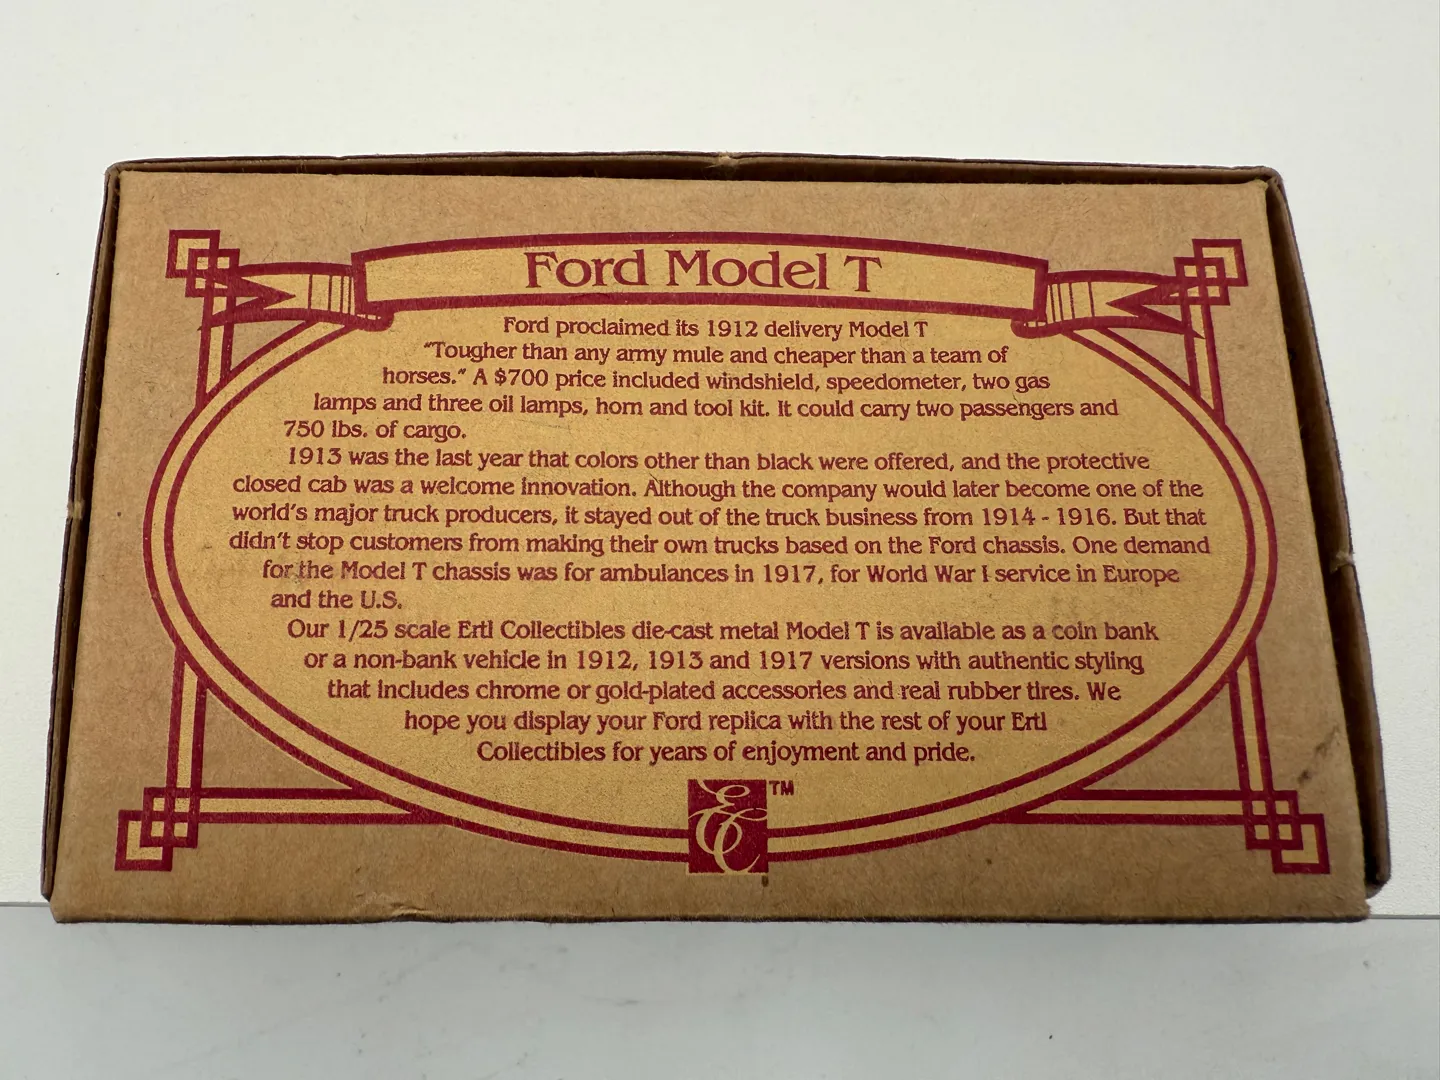 Ford Model T
Ford proclaimed its 1912 delivery Model T
"Tougher than any army mule and cheaper than a team of
horses." A $700 price included windshield, speedometer, two gas
lamps and three oil lamps, horn and tool kit. It could carry two passengers and
750 lbs. of cargo.
1913 was the last year that colors other than black were offered, and the protective
closed cab was a welcome innovation. Although the company would later become one of the
world's major truck producers, it stayed out of the truck business from 1914 - 1916. But that
didn't stop customers from making their own trucks based on the Ford chassis. One demand
for the Model T chassis was for ambulances in 1917, for World War I service in Europe
and the U.S.
Our 1/25 scale Ertl Collectibles die-cast metal Model T is available as a coin bank
or a non-bank vehicle in 1912, 1913 and 1917 versions with authentic styling
that includes chrome or gold-plated accessories and real rubber tires. We
hope you display your Ford replica with the rest of your Ertl
Collectibles for years of enjoyment and pride.
EC TM